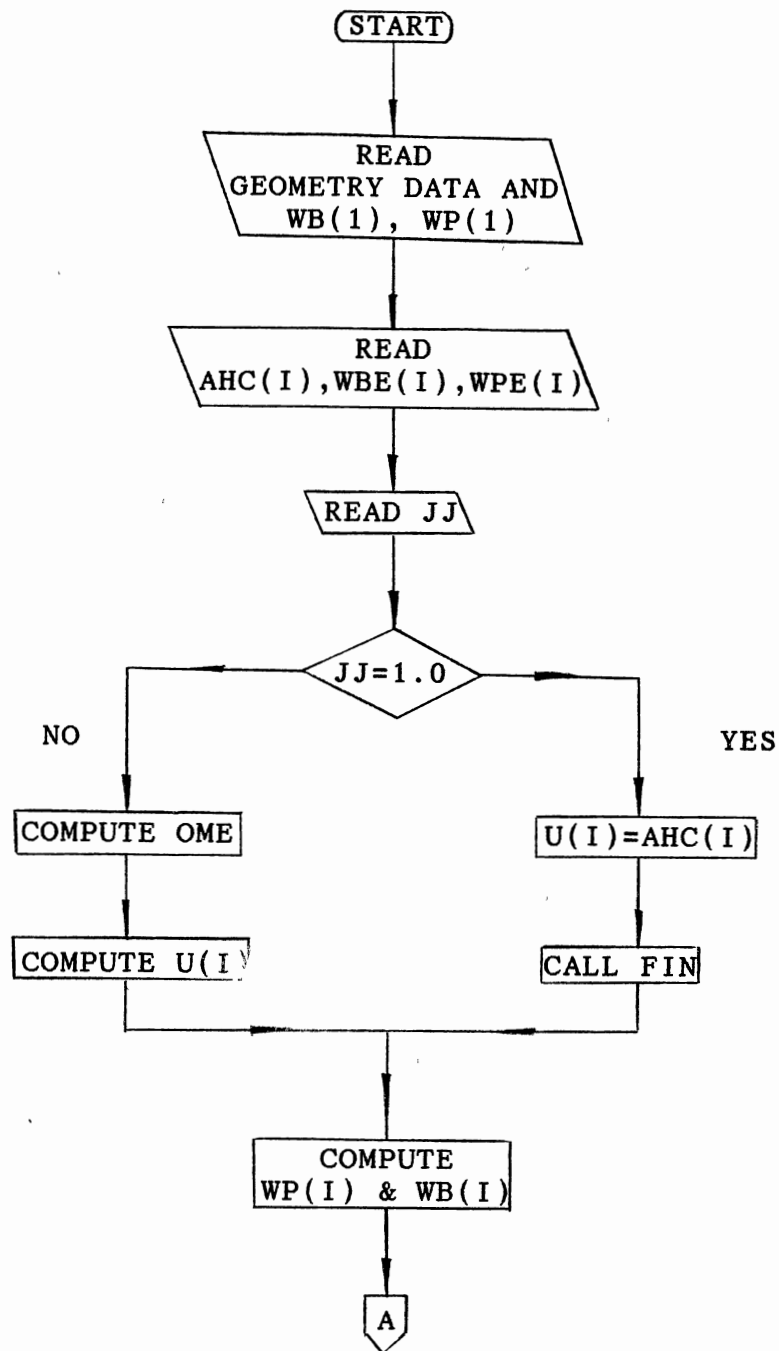 START
READ
GEOMETRY DATA AND
WB(1), WP(1)
READ
AHC(I),WBE(I),WPE(I)
READ JJ
JJ=1.0
NO
YES
COMPUTE OME
U(I)=AHC(I)
COMPUTE U(I)
CALL FIN
COMPUTE
WP(I) & WB(I)
A